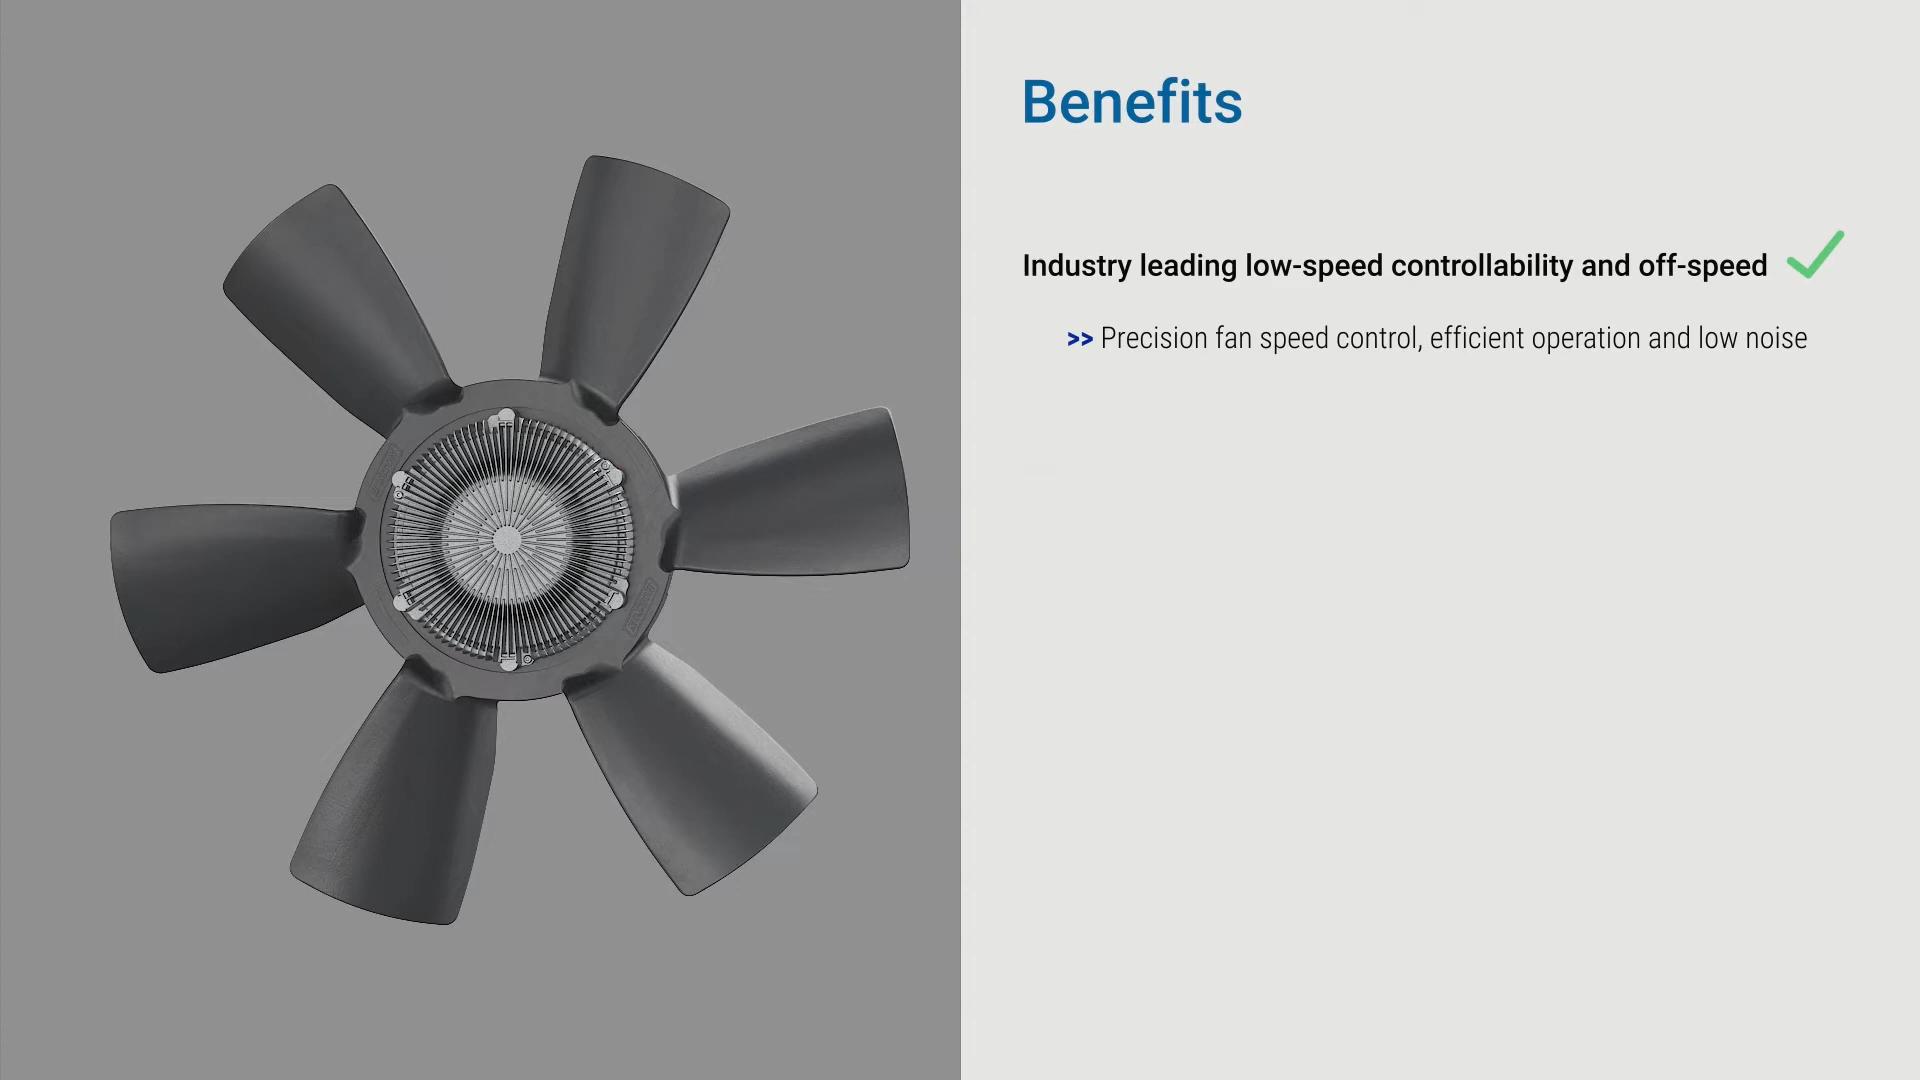 Benefits
Industry leading low-speed controllability and off-speed
>> Precision fan speed control, efficient operation and low noise